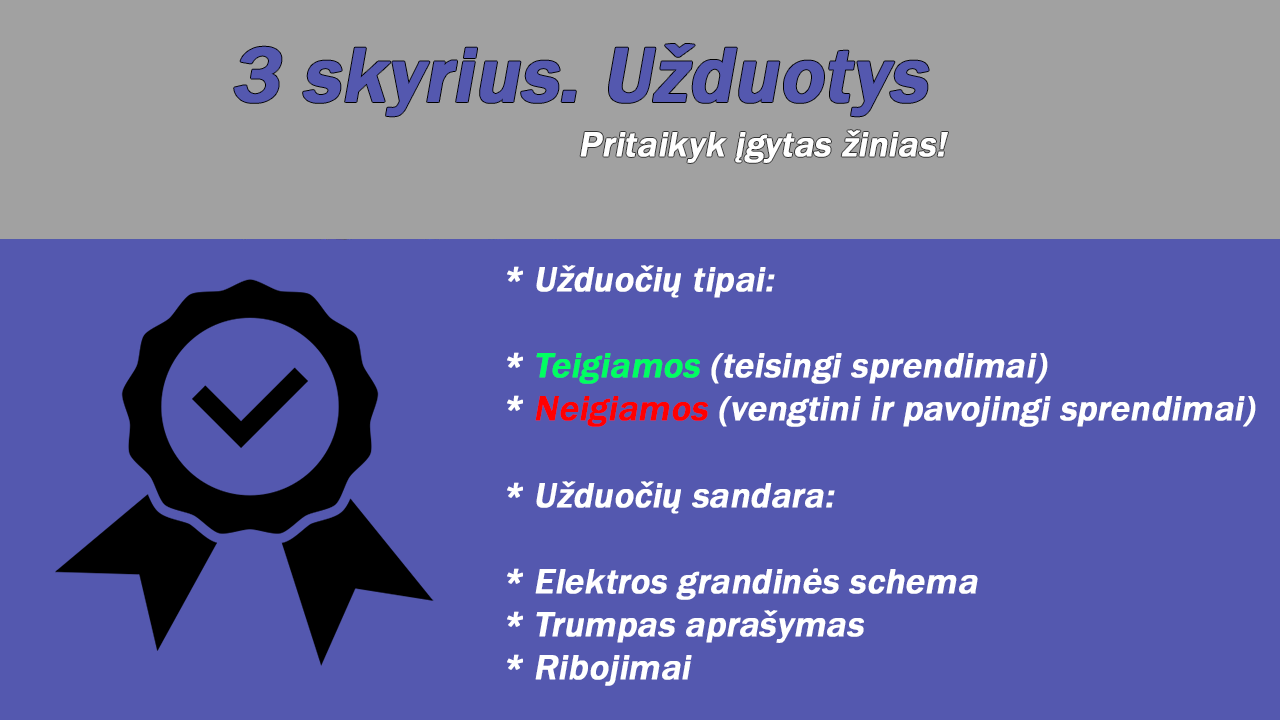 3 skyrius. Užduotys
Pritaikyk įgytas žinias!
* Užduočių tipai:
* Teigiamos (teisingi sprendimai)
* Neigiamos (vengtini ir pavojingi sprendimai)
* Užduočių sandara:
* Elektros grandinės schema
* Trumpas aprašymas
* Ribojimai